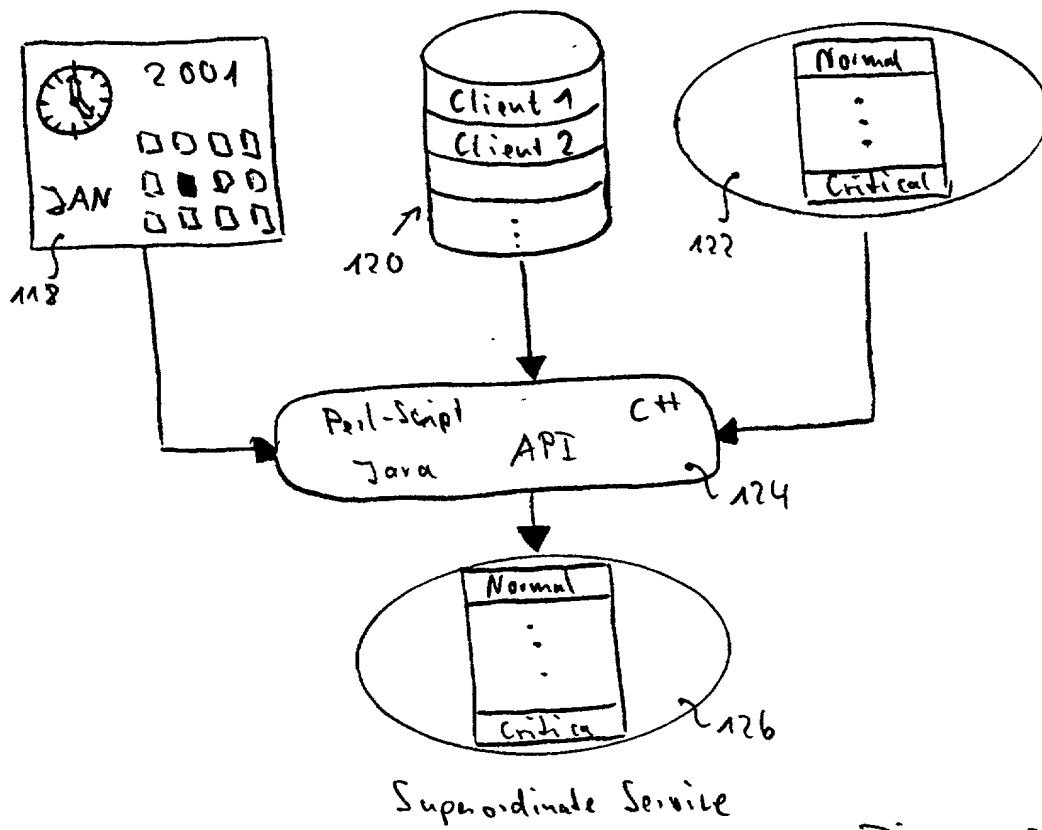 2001
JAN
118
Client 1
Client 2
120
Normal
Critical
122
Perl-Script
C++
Java
API
124
Normal
Critica
126
Superordinate Service